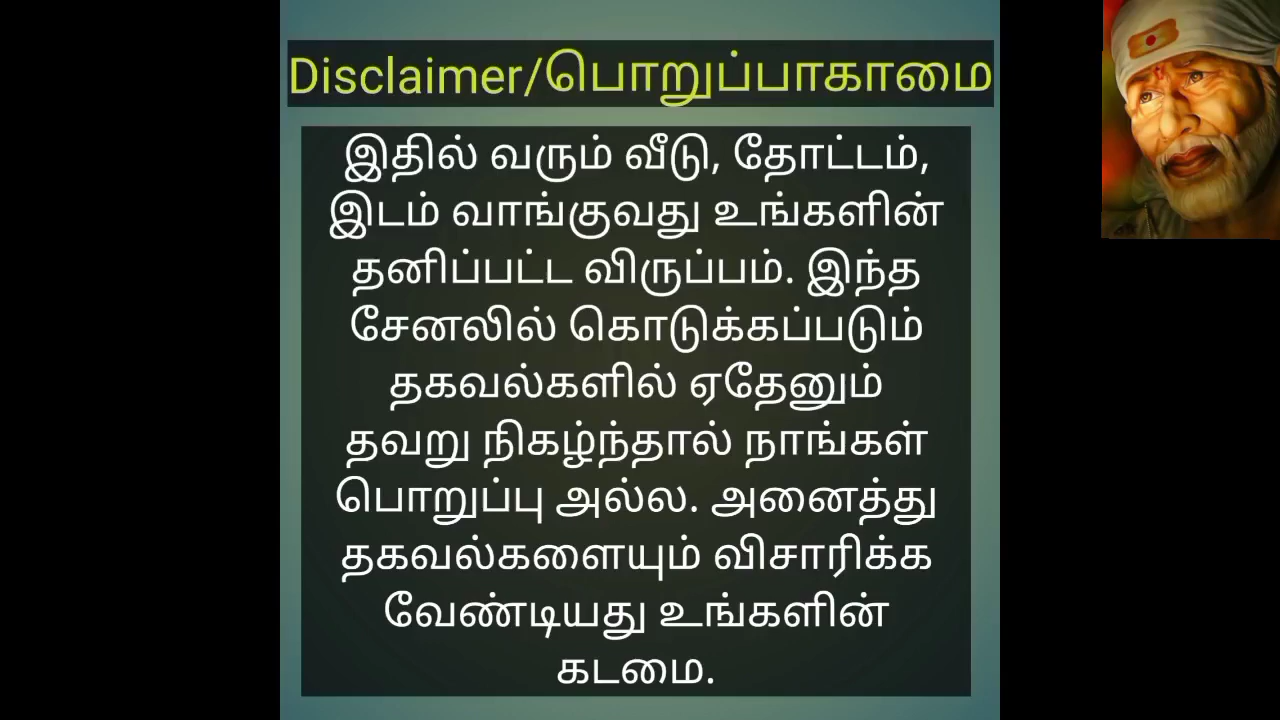 Disclaimer/பொறுப்பாகாமை
இதில் வரும் வீடு, தோட்டம்,
இடம் வாங்குவது உங்களின்
தனிப்பட்ட விருப்பம். இந்த
சேனலில் கொடுக்கப்படும்
தகவல்களில் ஏதேனும்
தவறு நிகழ்ந்தால் நாங்கள்
பொறுப்பு அல்ல. அனைத்து
தகவல்களையும் விசாரிக்க
வேண்டியது உங்களின்
கடமை.